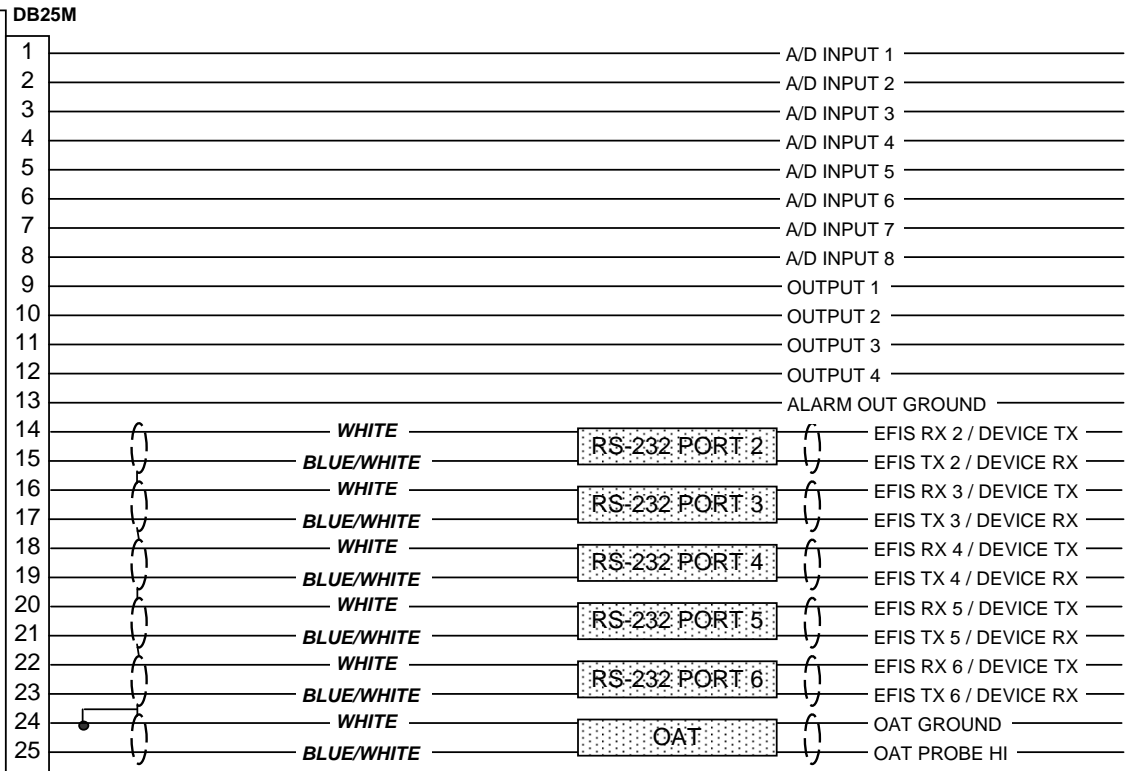 DB25M
1 A/D INPUT 1
2 A/D INPUT 2
3 A/D INPUT 3
4 A/D INPUT 4
5 A/D INPUT 5
6 A/D INPUT 6
7 A/D INPUT 7
8 A/D INPUT 8
9 OUTPUT 1
10 OUTPUT 2
11 OUTPUT 3
12 OUTPUT 4
13 ALARM OUT GROUND
14 WHITE EFIS RX 2 / DEVICE TX
RS-232 PORT 2
15 BLUE/WHITE EFIS TX 2 / DEVICE RX
16 WHITE EFIS RX 3 / DEVICE TX
RS-232 PORT 3
17 BLUE/WHITE EFIS TX 3 / DEVICE RX
18 WHITE EFIS RX 4 / DEVICE TX
RS-232 PORT 4
19 BLUE/WHITE EFIS TX 4 / DEVICE RX
20 WHITE EFIS RX 5 / DEVICE TX
RS-232 PORT 5
21 BLUE/WHITE EFIS TX 5 / DEVICE RX
22 WHITE EFIS RX 6 / DEVICE TX
RS-232 PORT 6
23 BLUE/WHITE EFIS TX 6 / DEVICE RX
24 WHITE OAT GROUND
OAT
25 BLUE/WHITE OAT PROBE HI